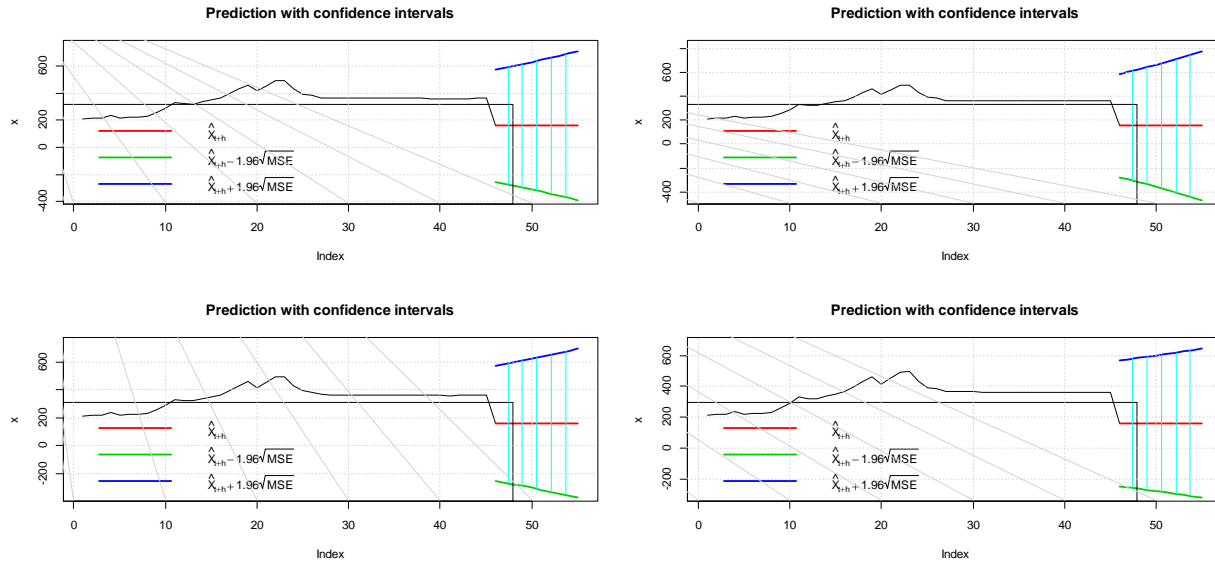 Prediction with confidence intervals
x
600
200
0
-400
X̂t+h
X̂t+h−1.96√MSE
X̂t+h+1.96√MSE
0 10 20 30 40 50
Index
Prediction with confidence intervals
x
600
200
0
-400
X̂t+h
X̂t+h−1.96√MSE
X̂t+h+1.96√MSE
0 10 20 30 40 50
Index
Prediction with confidence intervals
x
600
200
0
-200
X̂t+h
X̂t+h−1.96√MSE
X̂t+h+1.96√MSE
0 10 20 30 40 50
Index
Prediction with confidence intervals
x
600
400
200
0
-200
X̂t+h
X̂t+h−1.96√MSE
X̂t+h+1.96√MSE
0 10 20 30 40 50
Index